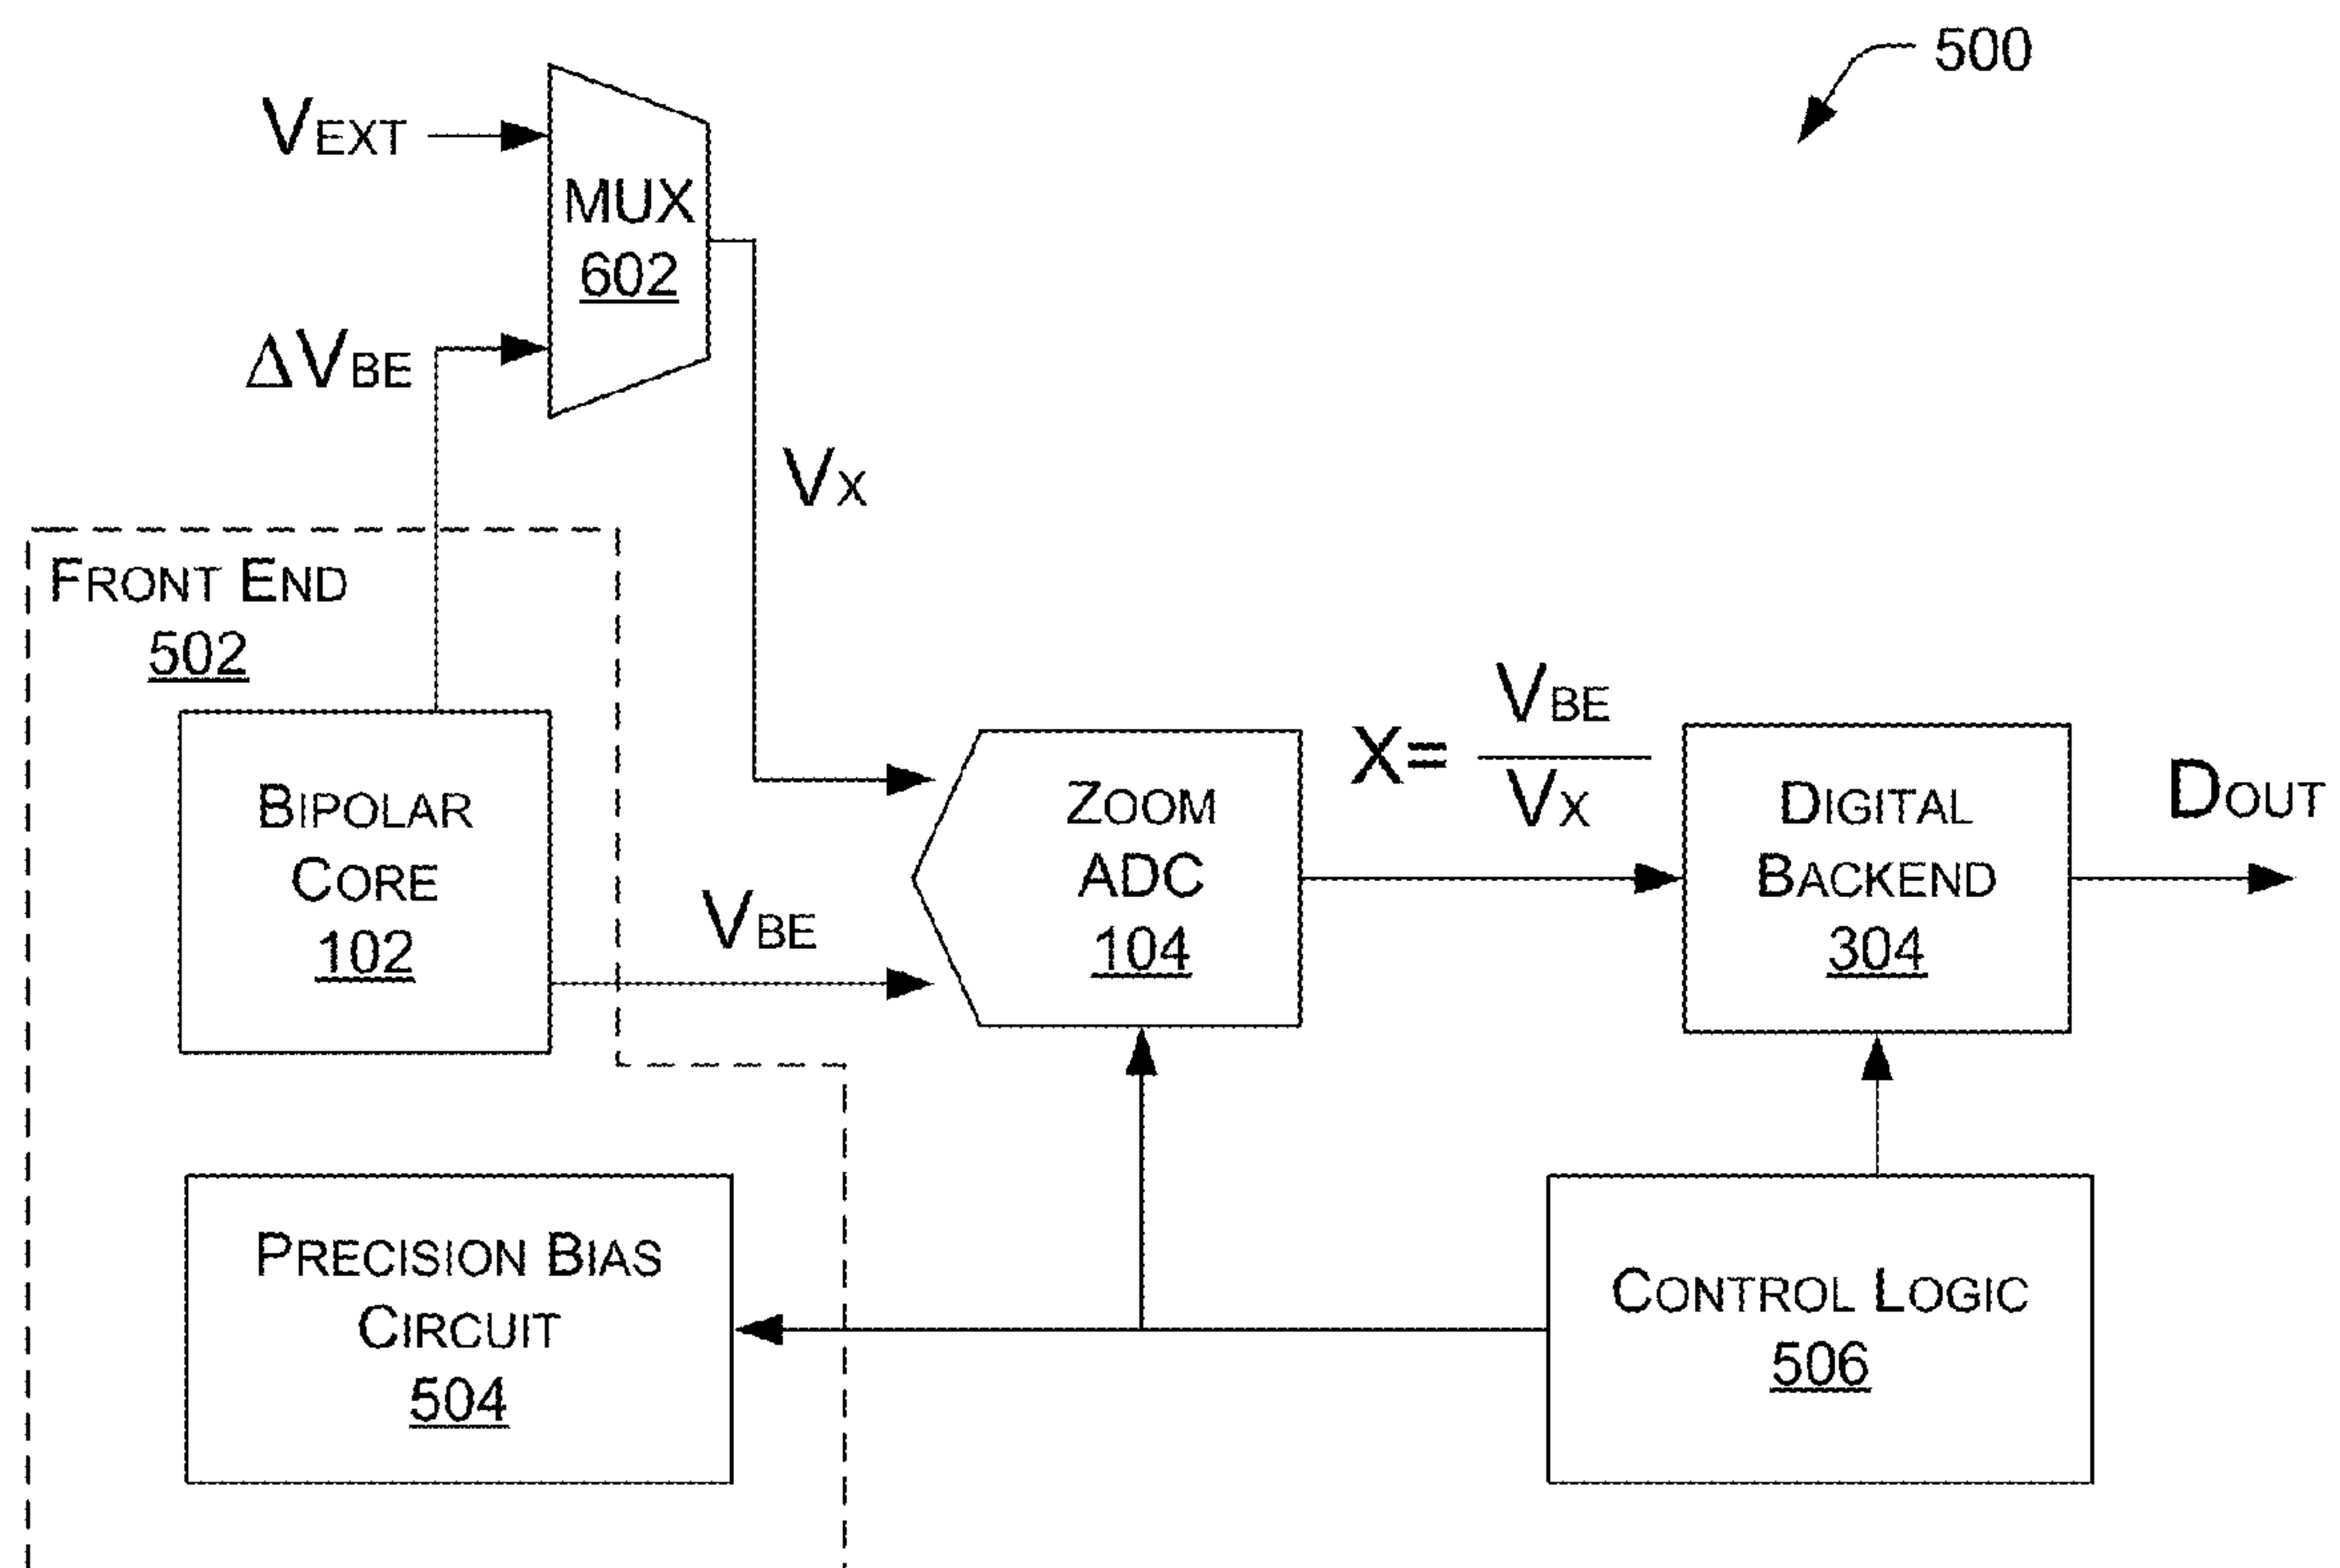 500
VEXT
MUX
602
ΔVBE
VX
FRONT END
502
BIPOLAR
CORE
102
VBE
ZOOM
ADC
104
X= VBE
VX
DIGITAL
BACKEND
304
DOUT
PRECISION BIAS
CIRCUIT
504
CONTROL LOGIC
506